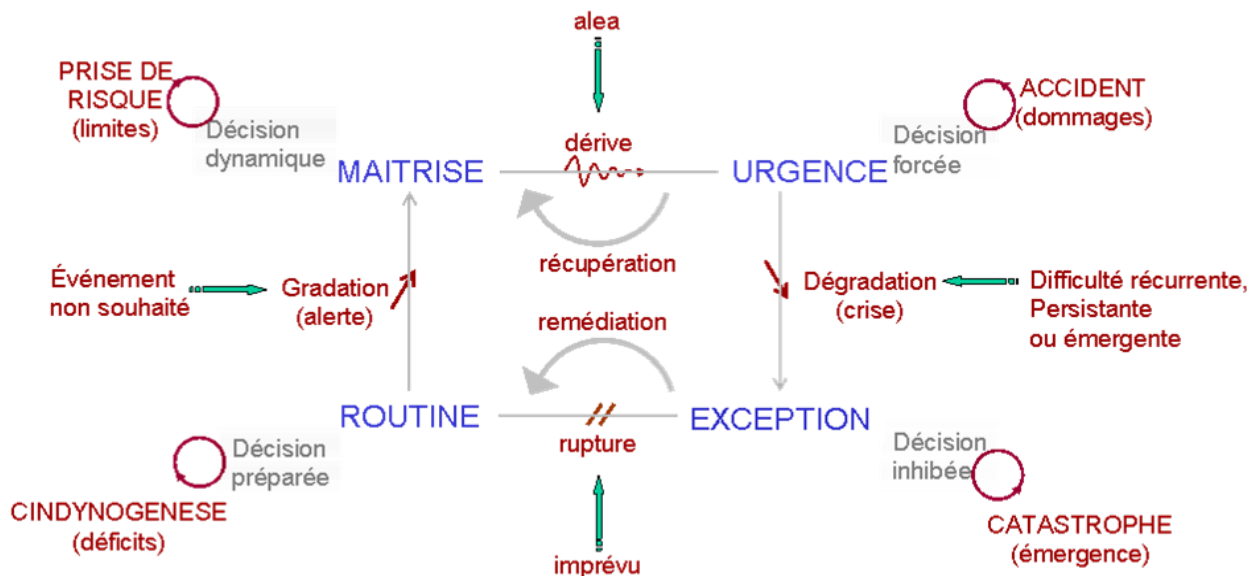 alea
PRISE DE
RISQUE
(limites)
Décision
dynamique
MAITRISE
dérive
URGENCE
Décision
forcée
ACCIDENT
(dommages)
récupération
Événement
non souhaité
Gradation
(alerte)
Dégradation
(crise)
Difficulté récurrente,
Persistante
ou émergente
remédiation
ROUTINE
rupture
EXCEPTION
Décision
préparée
Décision
inhibée
CINDYNOGENESE
(déficits)
CATASTROPHE
(émergence)
imprévu